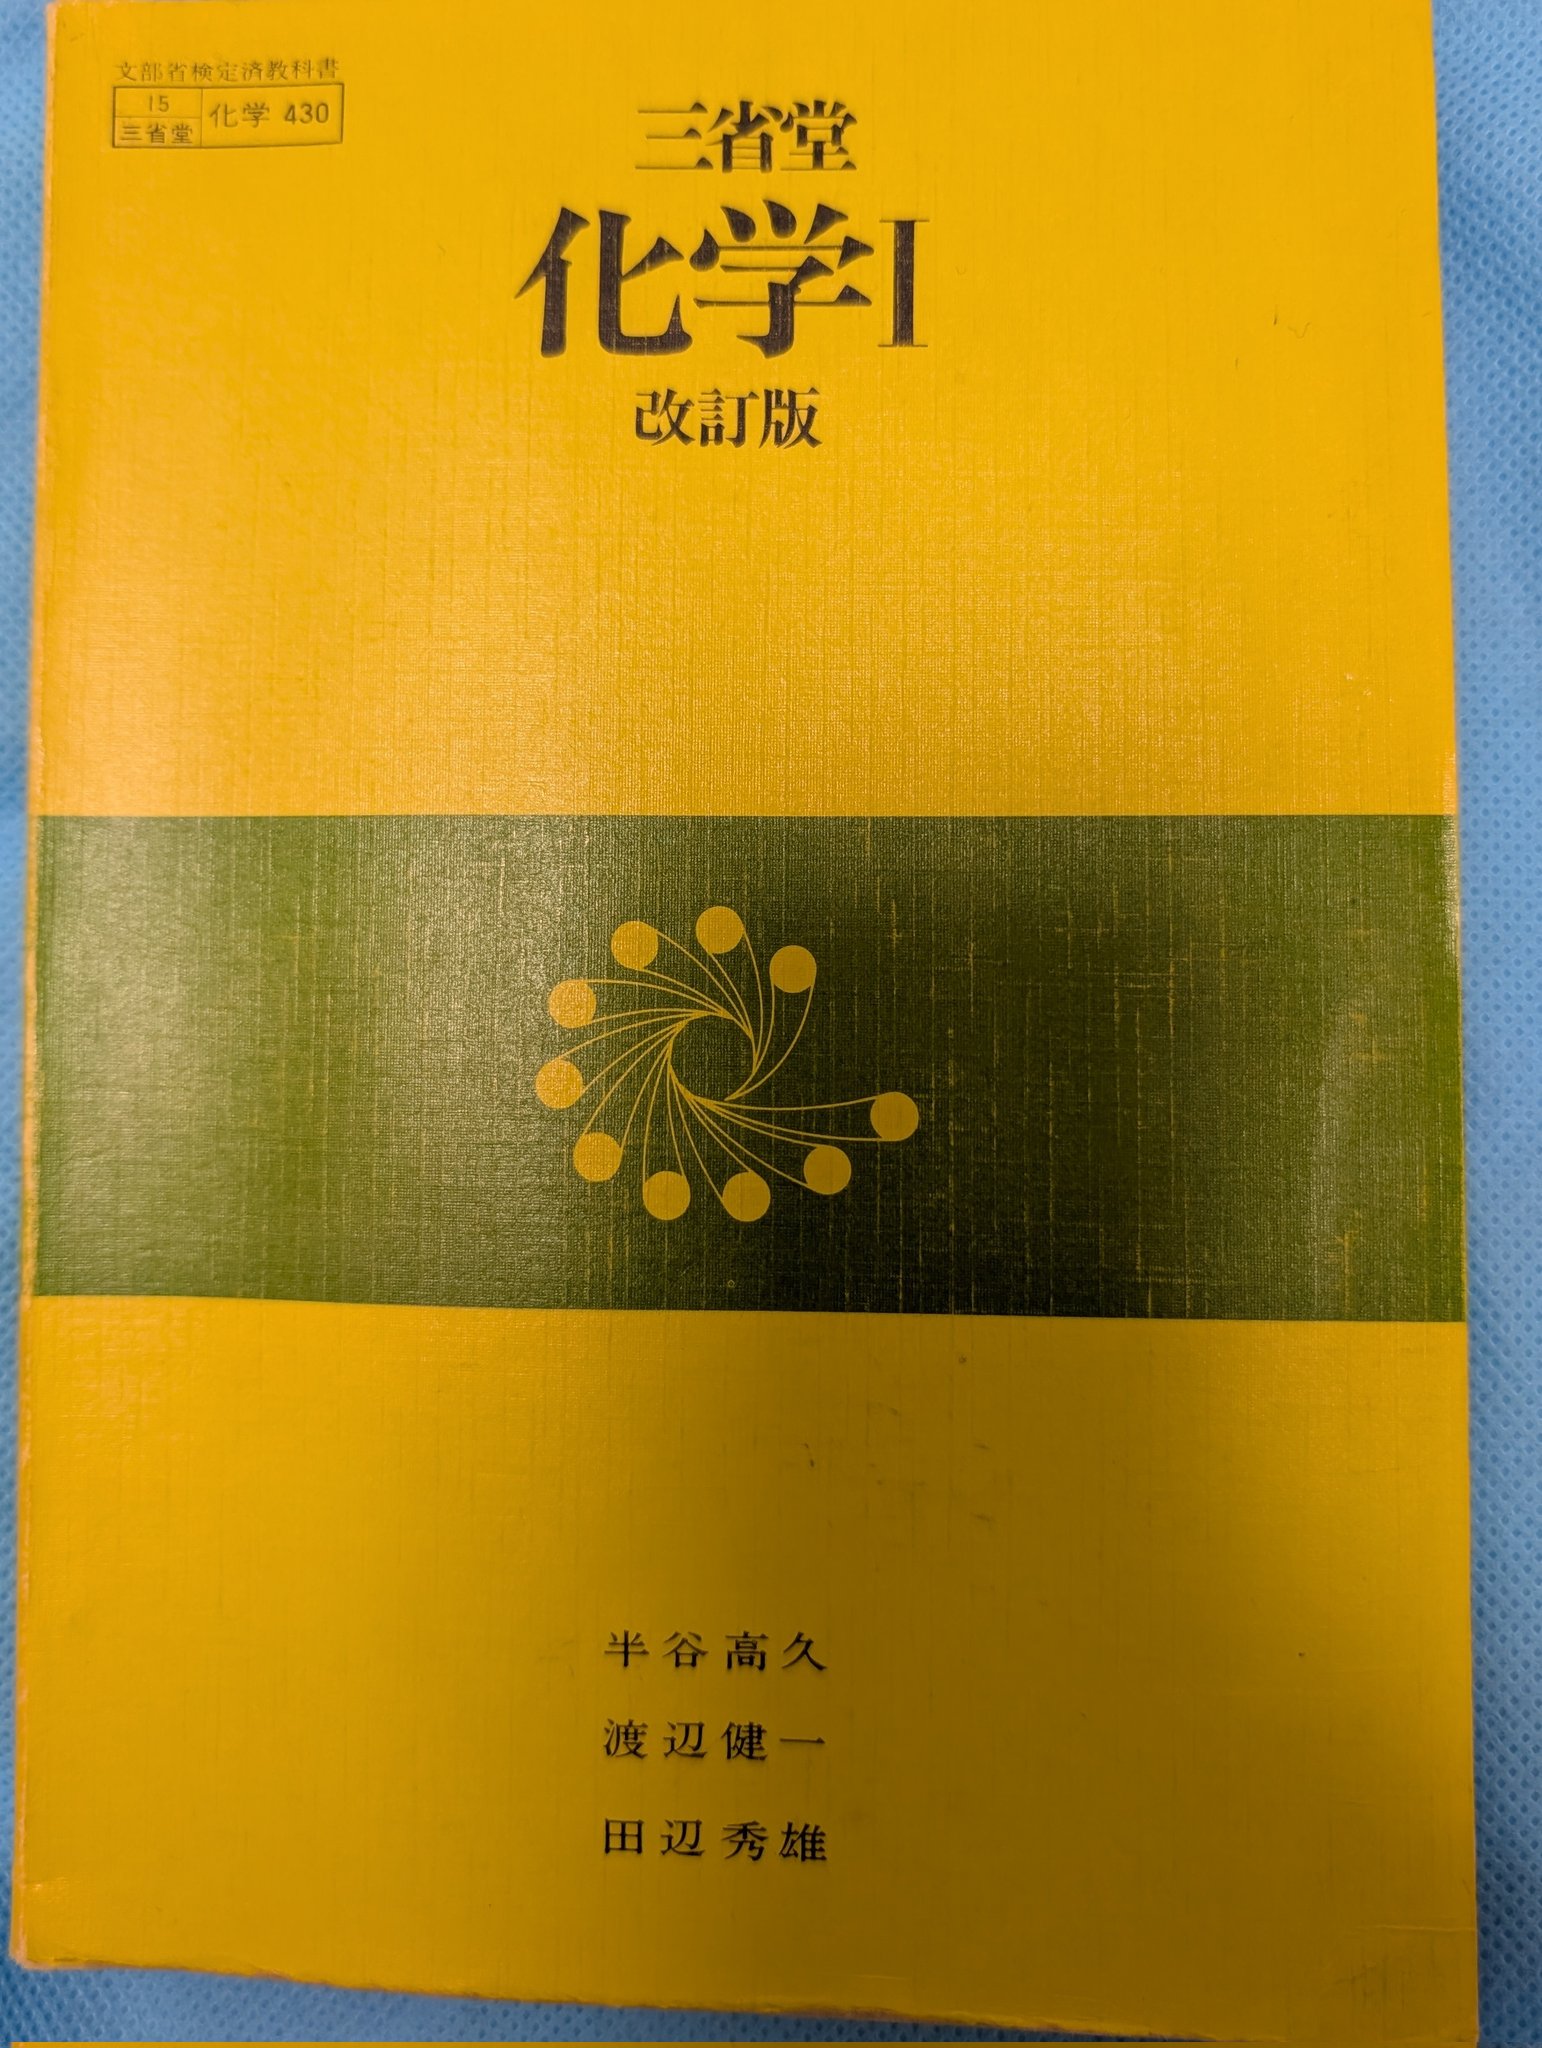 文部省検定済教科書
15
三省堂
化学 430
三省堂
化学I
改訂版
半谷高久
渡辺健一
田辺秀雄